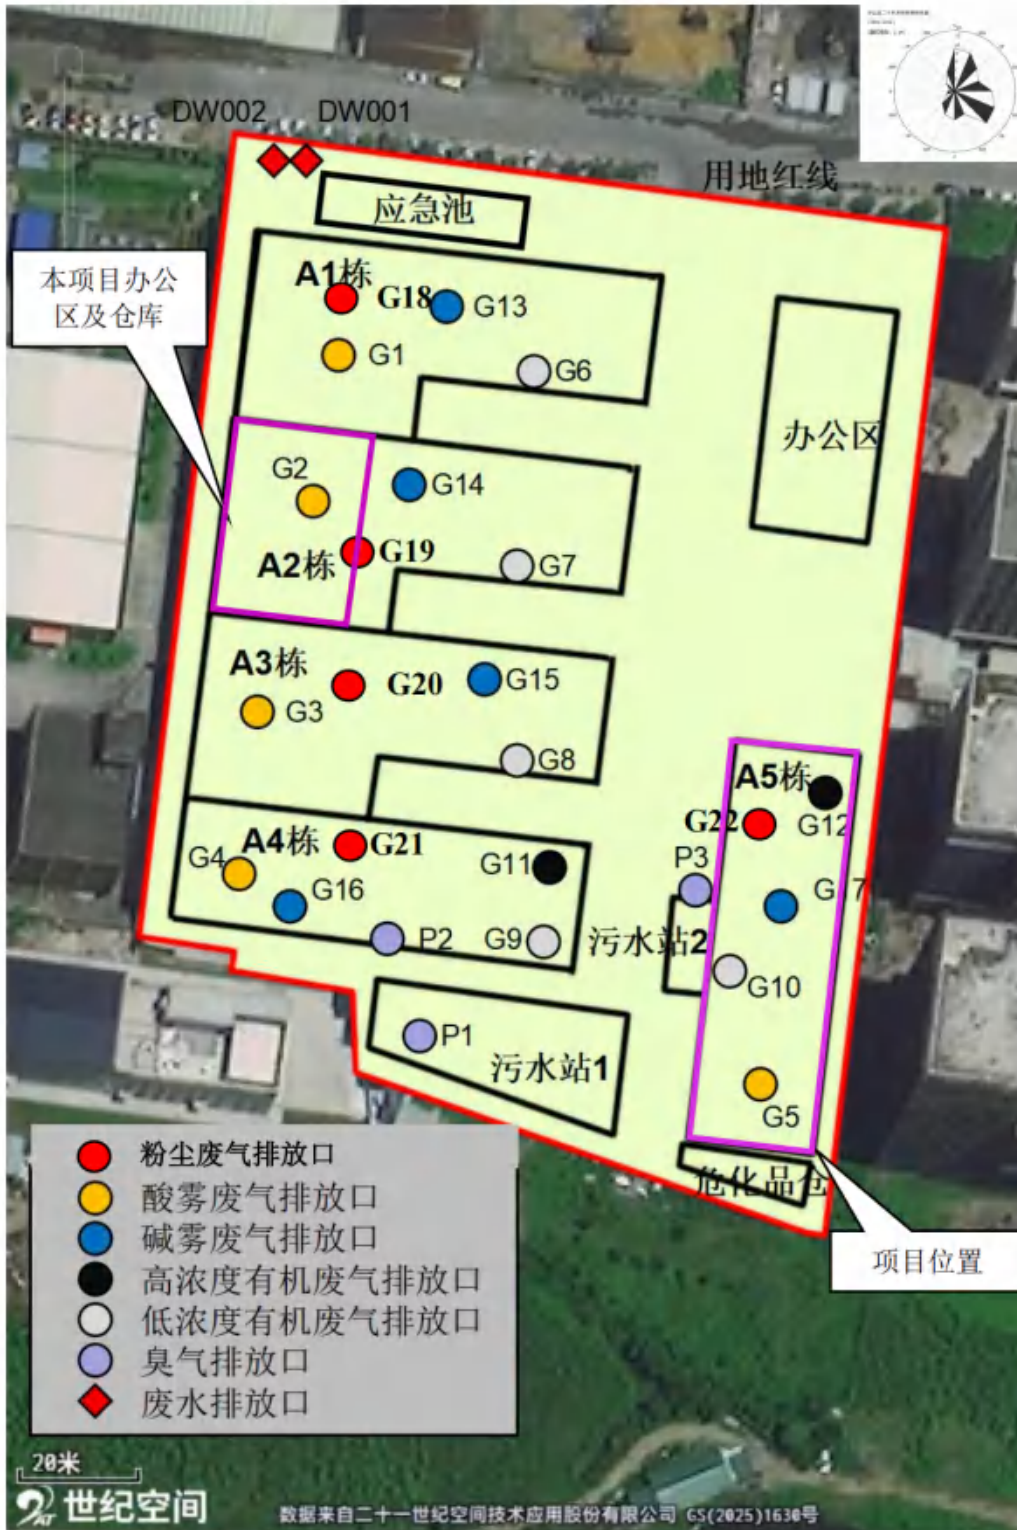 DW002
DW001
用地红线
应急池
本项目办公
区及仓库
A1栋
G18
G13
G1
G6
办公区
G2
G14
A2栋
G19
G7
A3栋
G20
G15
G3
G8
A5栋
G12
G22
A4栋
G21
G4
G11
P3
G16
G17
P2
G9
污水站2
G10
P1
污水站1
G5
危化品仓
项目位置
粉尘废气排放口
酸雾废气排放口
碱雾废气排放口
高浓度有机废气排放口
低浓度有机废气排放口
臭气排放口
废水排放口
20米
世纪空间
数据来自二十一世纪空间技术应用股份有限公司 GS(2025)1630号